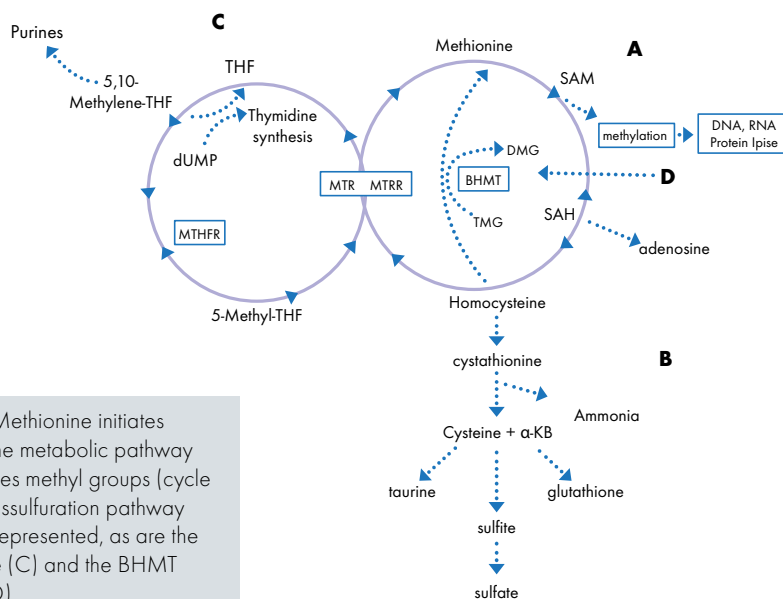 C
Purines
Methionine
A
THF
SAM
5,10-
Methylene-THF
Thymidine
synthesis
methylation
DNA, RNA
Protein Ipise
dUMP
DMG
MTR MTRR
BHMT
D
SAH
TMG
MTHFR
adenosine
Homocysteine
5-Methyl-THF
cystathionine
B
Ammonia
Cysteine + α-KB
taurine
glutathione
sulfite
sulfate
Methionine initiates
ne metabolic pathway
es methyl groups (cycle
ssulfuration pathway
epresented, as are the
e (C) and the BHMT